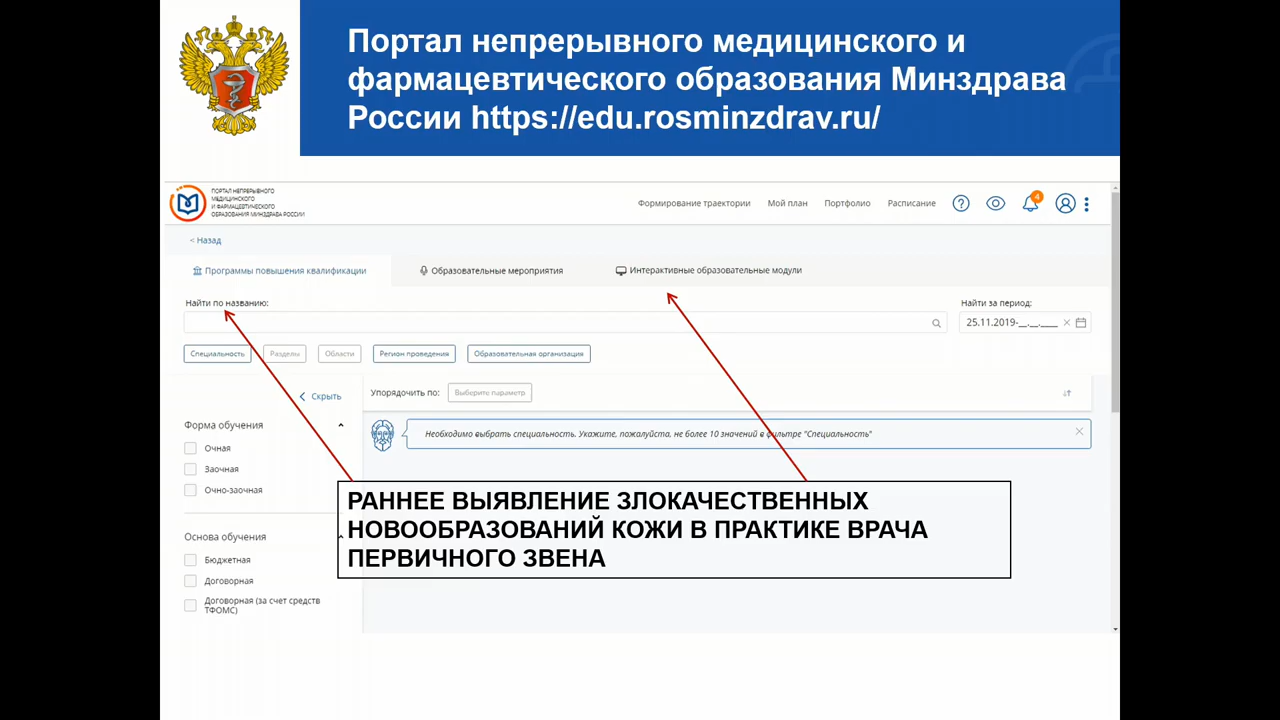 Портал непрерывного медицинского и
фармацевтического образования Минздрава
России https://edu.rosminzdrav.ru/
ПОРТАЛ НЕПРЕРЫВНОГО
МЕДИЦИНСКОГО
И ФАРМАЦЕВТИЧЕСКОГО
ОБРАЗОВАНИЯ МИНЗДРАВА РОССИИ
Формирование траектории Мой план Портфолио Расписание ? 4
< Назад
Программы повышения квалификации Образовательные мероприятия Интерактивные образовательные модули
Найти по названию: Найти за период:
25.11.2019-__.__.____
Специальность Разделы Области Регион проведения Образовательная организация
Скрыть Упорядочить по: Выберите параметр
Форма обучения
Необходимо выбрать специальность. Укажите, пожалуйста, не более 10 значений в фильтре "Специальность"
Очная
Заочная
Очно-заочная
РАННЕЕ ВЫЯВЛЕНИЕ ЗЛОКАЧЕСТВЕННЫХ
НОВООБРАЗОВАНИЙ КОЖИ В ПРАКТИКЕ ВРАЧА
ПЕРВИЧНОГО ЗВЕНА
Основа обучения
Бюджетная
Договорная
Договорная (за счет средств
ТФОМС)